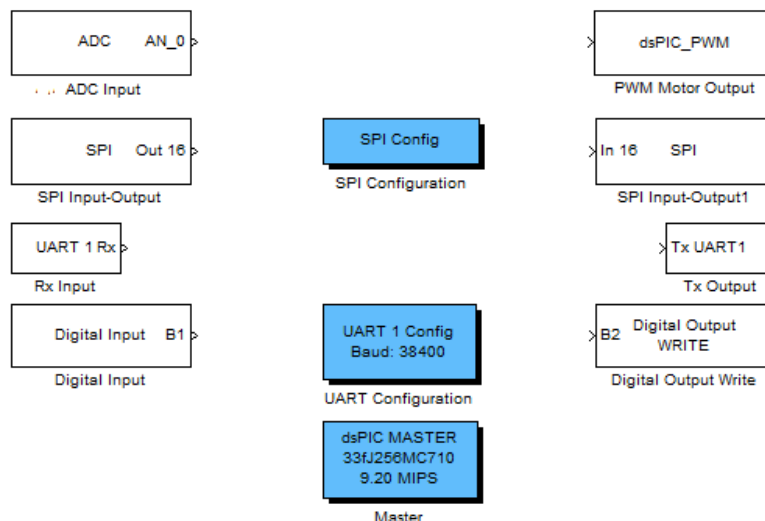 ADC AN_0
ADC Input
dsPIC_PWM
PWM Motor Output
SPI Out 16
SPI Input-Output
SPI Config
SPI Configuration
In 16 SPI
SPI Input-Output1
UART 1 Rx
Rx Input
Tx UART1
Tx Output
Digital Input B1
Digital Input
UART 1 Config
Baud: 38400
UART Configuration
B2 Digital Output
WRITE
Digital Output Write
dsPIC MASTER
33fJ256MC710
9.20 MIPS
Master